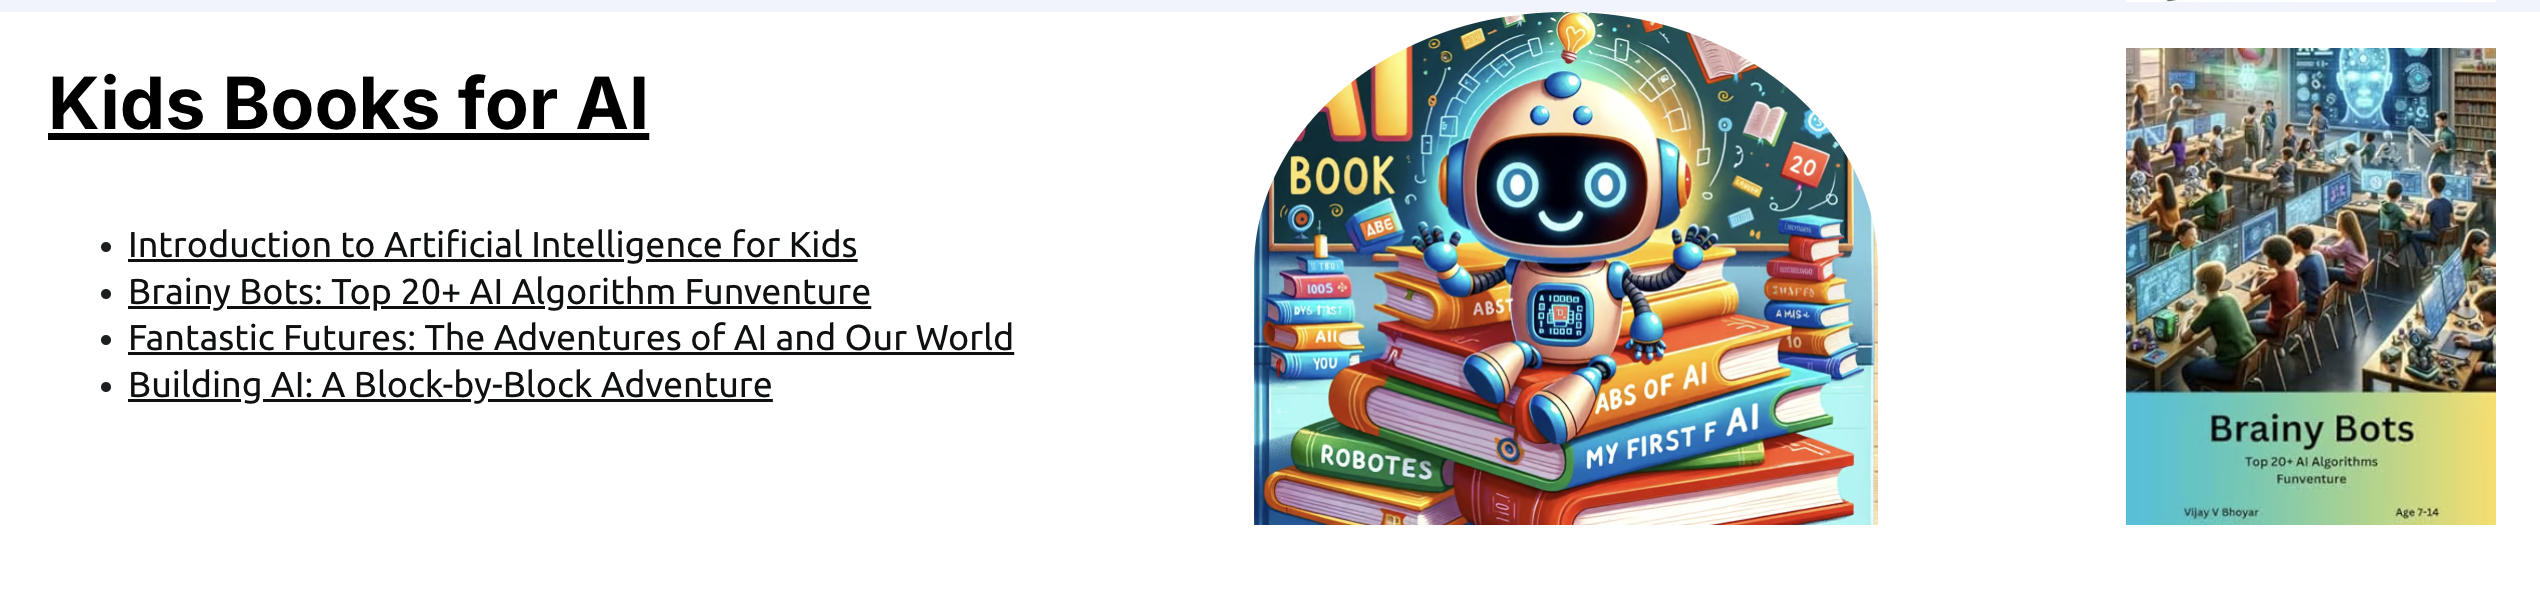 Kids Books for AI
Introduction to Artificial Intelligence for Kids
Brainy Bots: Top 20+ AI Algorithm Funventure
Fantastic Futures: The Adventures of AI and Our World
Building AI: A Block-by-Block Adventure
AI
BOOK
ABE
20
1005
AII
YOU
10
ABST
ABS OF AI
MY FIRST F AI
ROBOTES
Brainy Bots
Top 20+ AI Algorithms
Funventure
Vijay V Bhoyar
Age 7-14